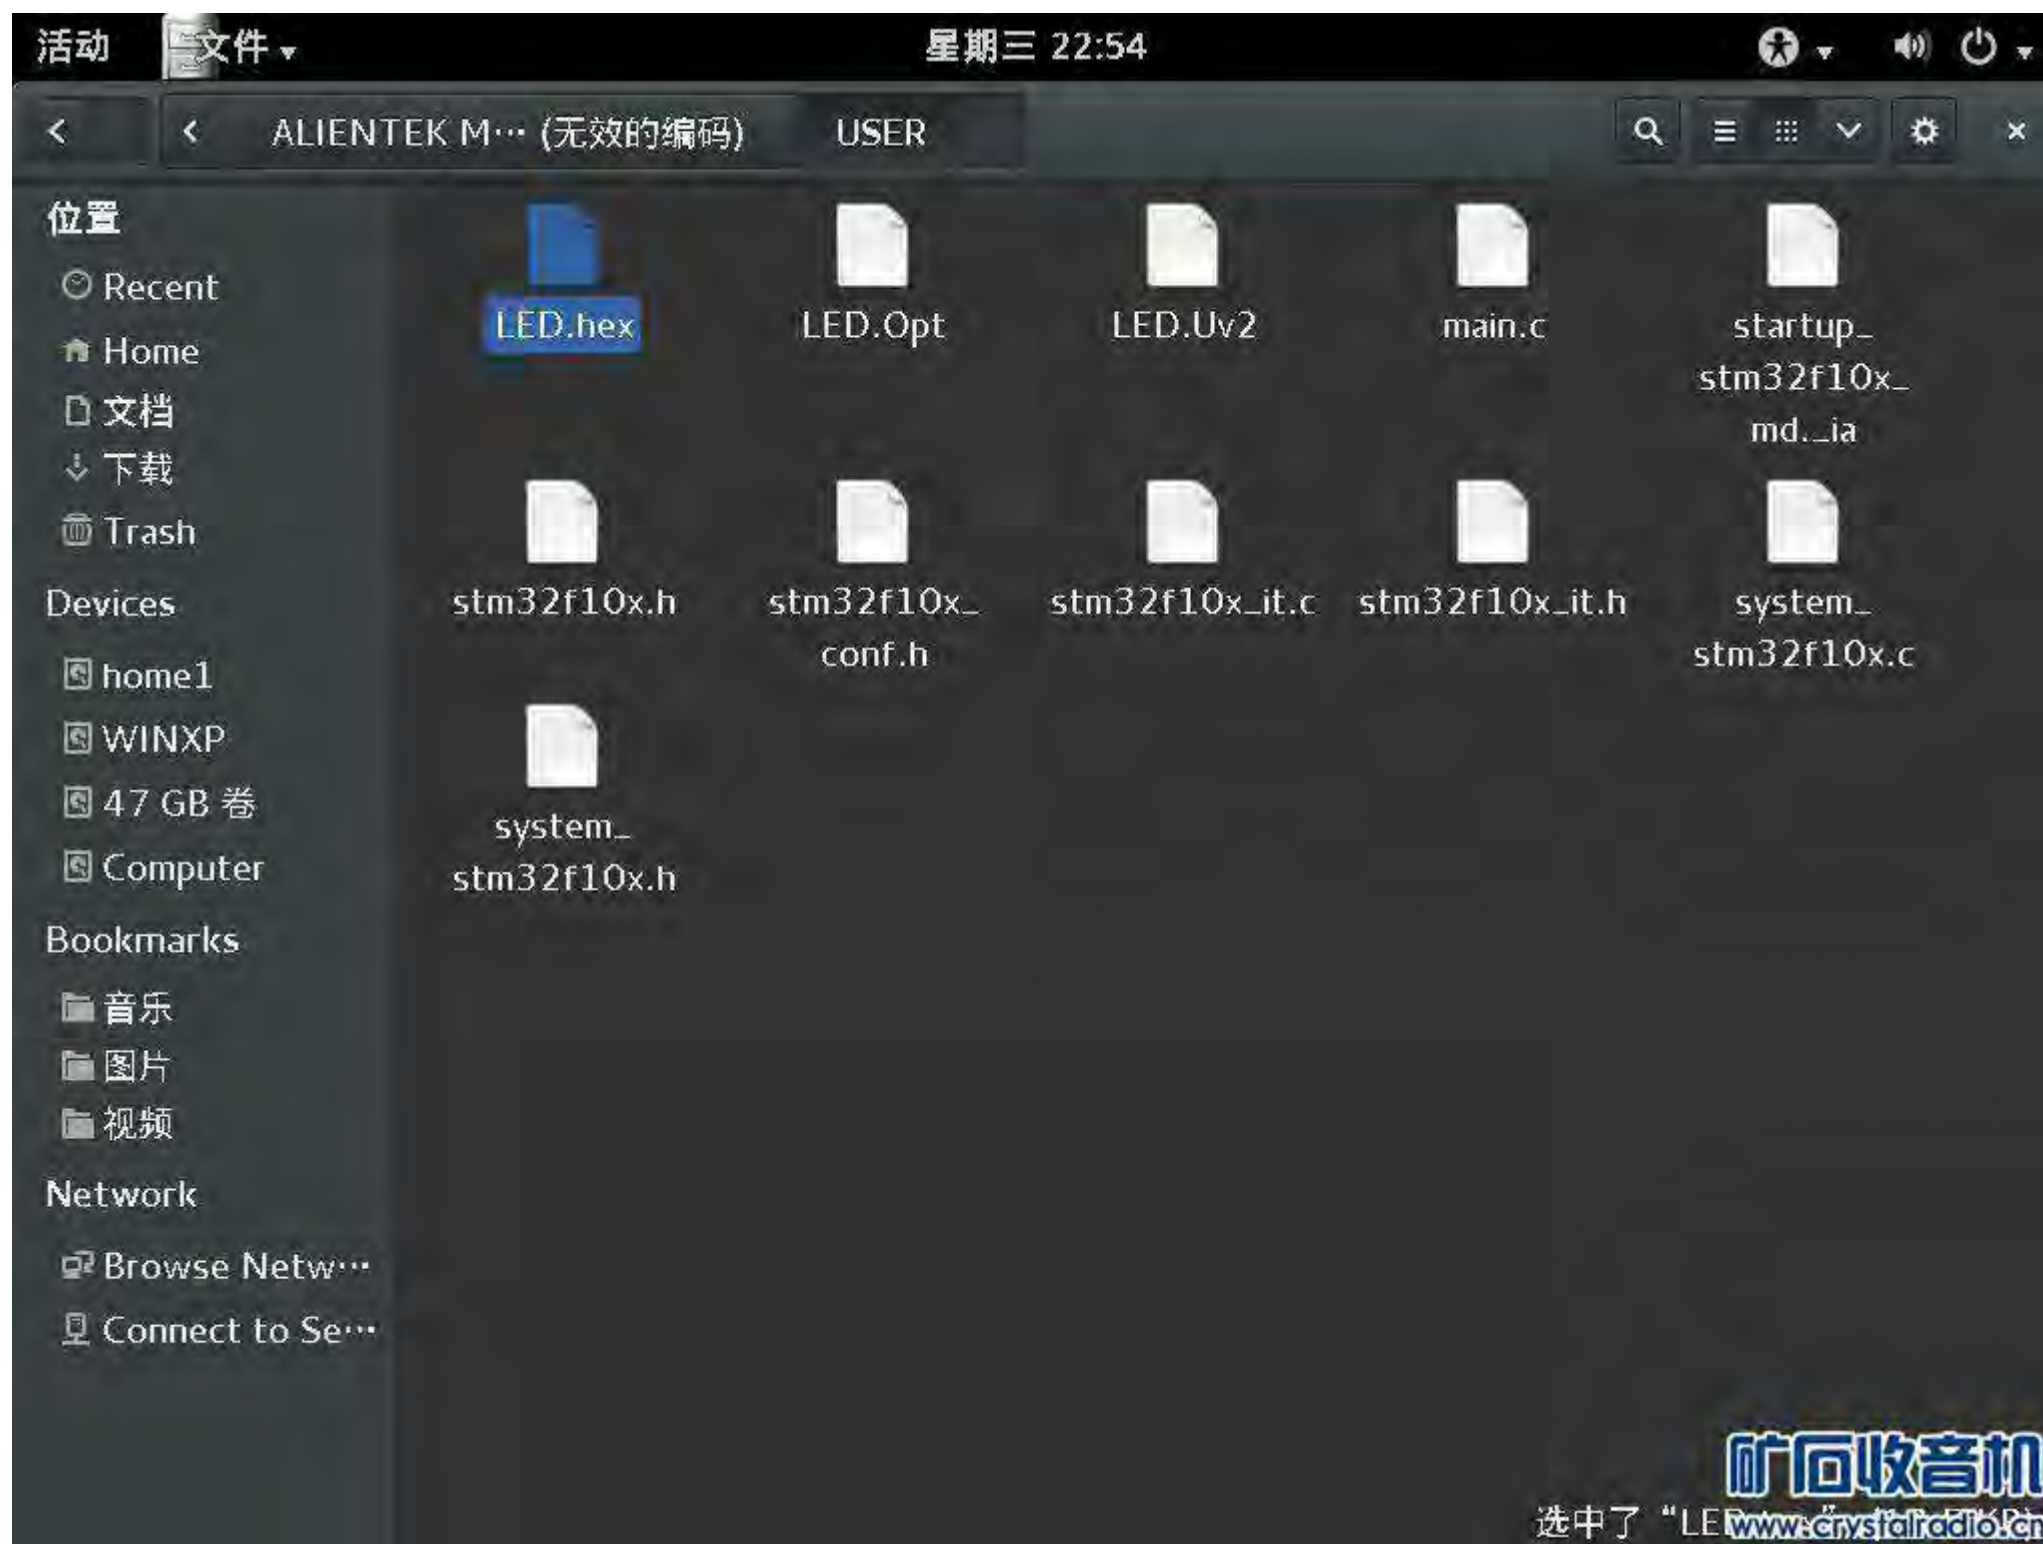 活动
文件
星期三 22:54
ALIENTEK M… (无效的编码)
USER
位置
Recent
Home
文档
下载
Trash
Devices
home1
WINXP
47 GB 卷
Computer
Bookmarks
音乐
图片
视频
Network
Browse Netw…
Connect to Se…
LED.hex
LED.Opt
LED.Uv2
main.c
startup_
stm32f10x_
md._ia
stm32f10x.h
stm32f10x_
conf.h
stm32f10x_it.c
stm32f10x_it.h
system_
stm32f10x.c
system_
stm32f10x.h
矿石收音机
选中了 “LE
www.crystalradio.cn